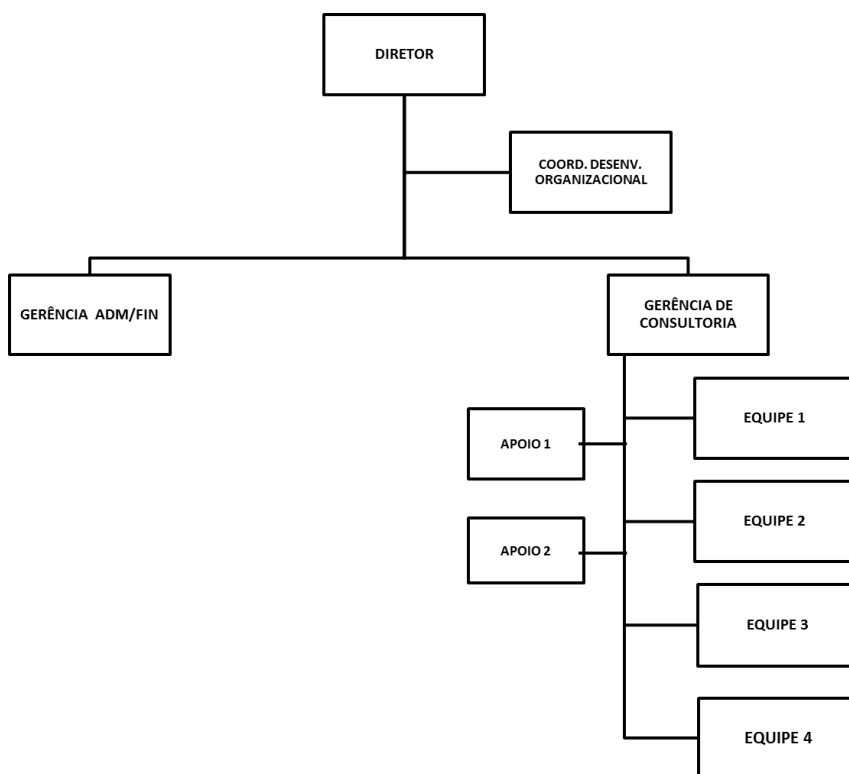 DIRETOR
COORD. DESENV.
ORGANIZACIONAL
GERÊNCIA ADM/FIN
GERÊNCIA DE
CONSULTORIA
EQUIPE 1
APOIO 1
EQUIPE 2
APOIO 2
EQUIPE 3
EQUIPE 4